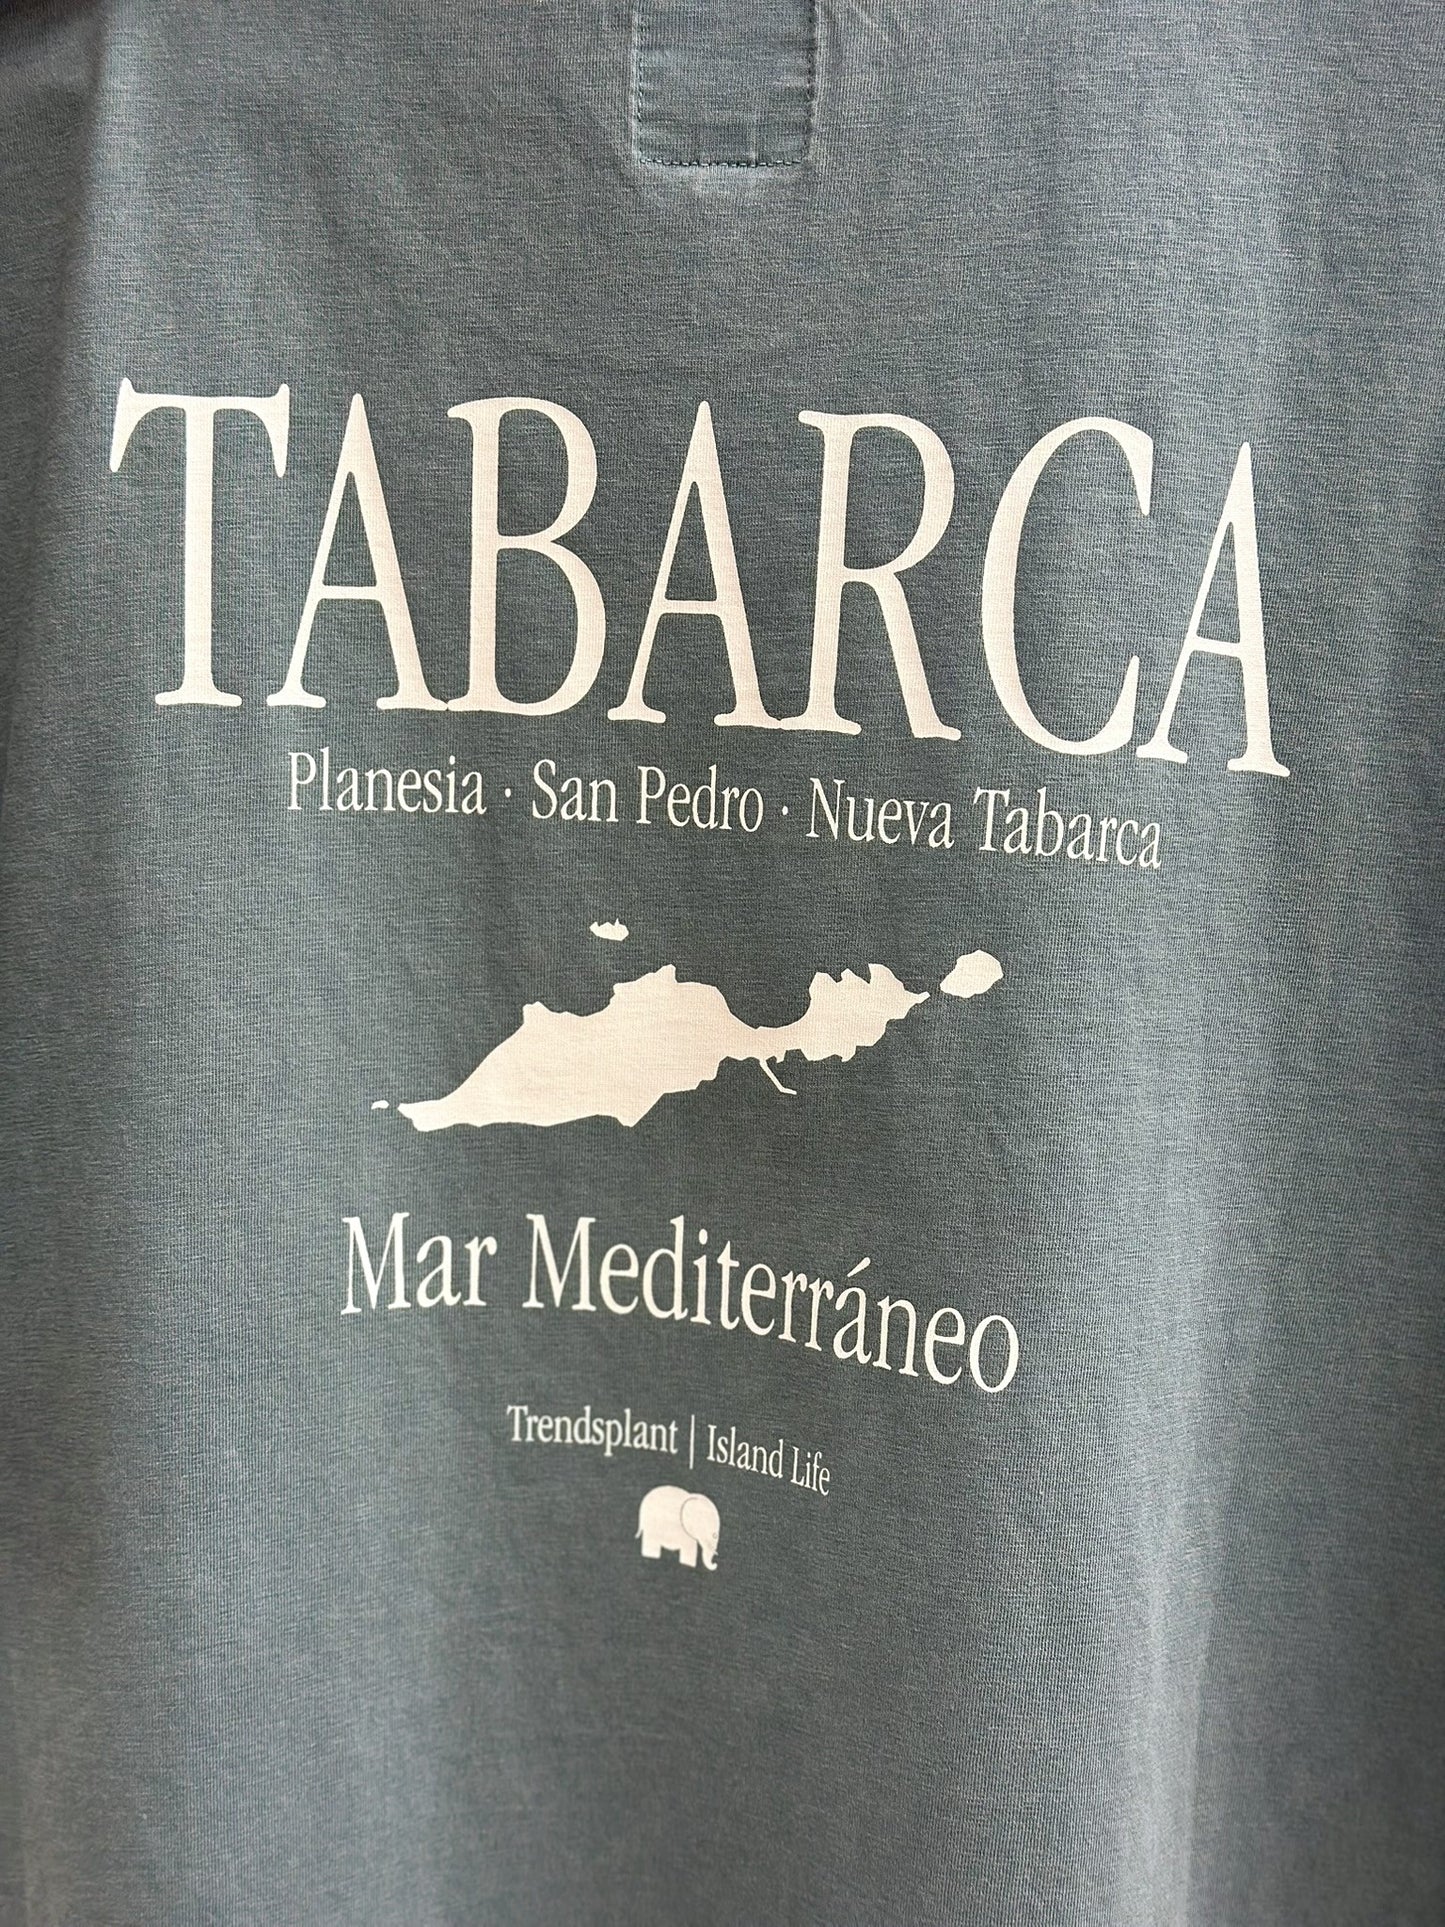 TABARCA
Planesia · San Pedro · Nueva Tabarca
Mar Mediterráneo
Trendsplant | Island Life